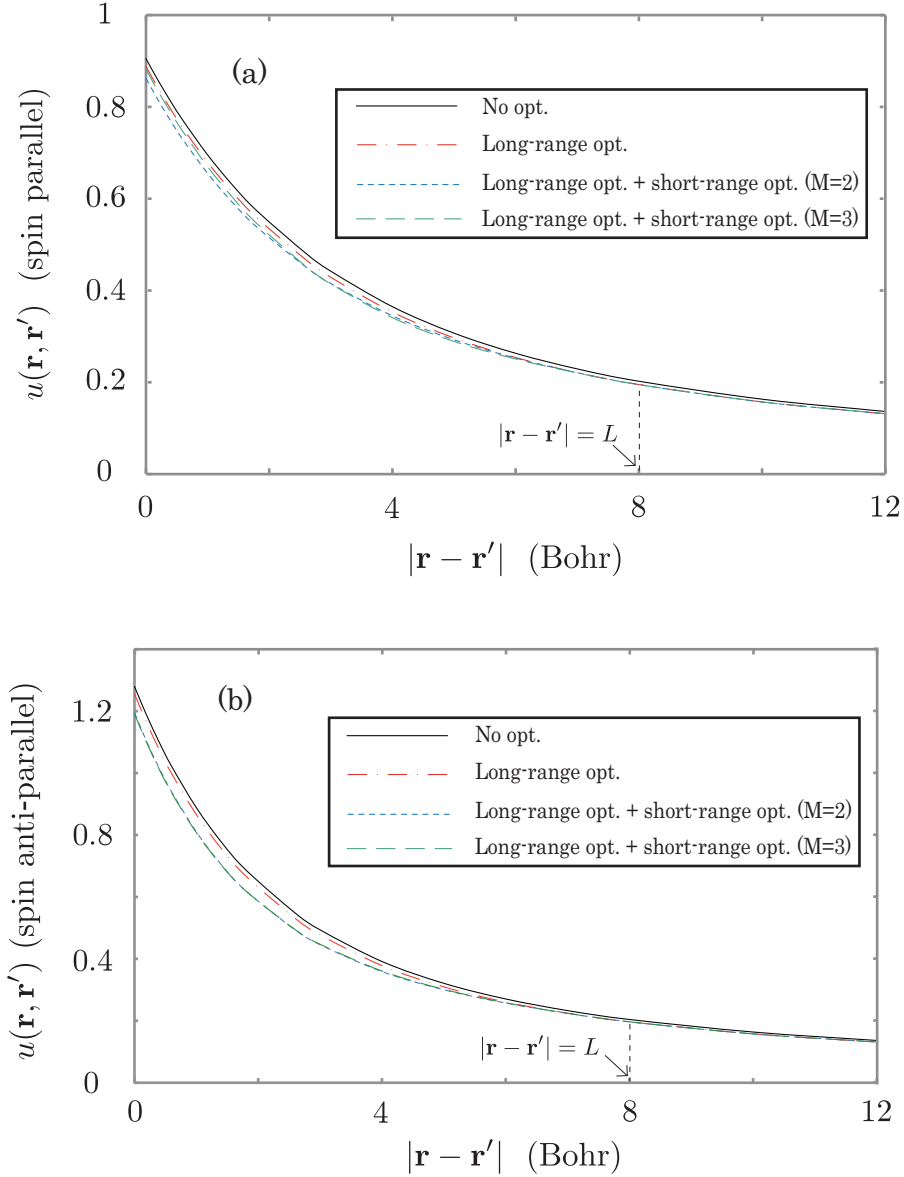 1
0.8
0.6
0.4
0.2
0
u(r, r′) (spin parallel)
(a)
No opt.
Long-range opt.
Long-range opt. + short-range opt. (M=2)
Long-range opt. + short-range opt. (M=3)
|r − r′| = L
0 4 8 12
|r − r′| (Bohr)
1.2
0.8
0.4
0
u(r, r′) (spin anti-parallel)
(b)
No opt.
Long-range opt.
Long-range opt. + short-range opt. (M=2)
Long-range opt. + short-range opt. (M=3)
|r − r′| = L
0 4 8 12
|r − r′| (Bohr)